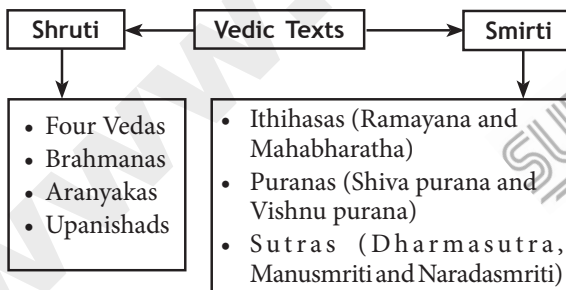 Shruti
Vedic Texts
Smirti
• Four Vedas
• Brahmanas
• Aranyakas
• Upanishads
• Ithihasas (Ramayana and
Mahabharatha)
• Puranas (Shiva purana and
Vishnu purana)
• Sutras (Dharmasutra,
Manusmriti and Naradasmriti)